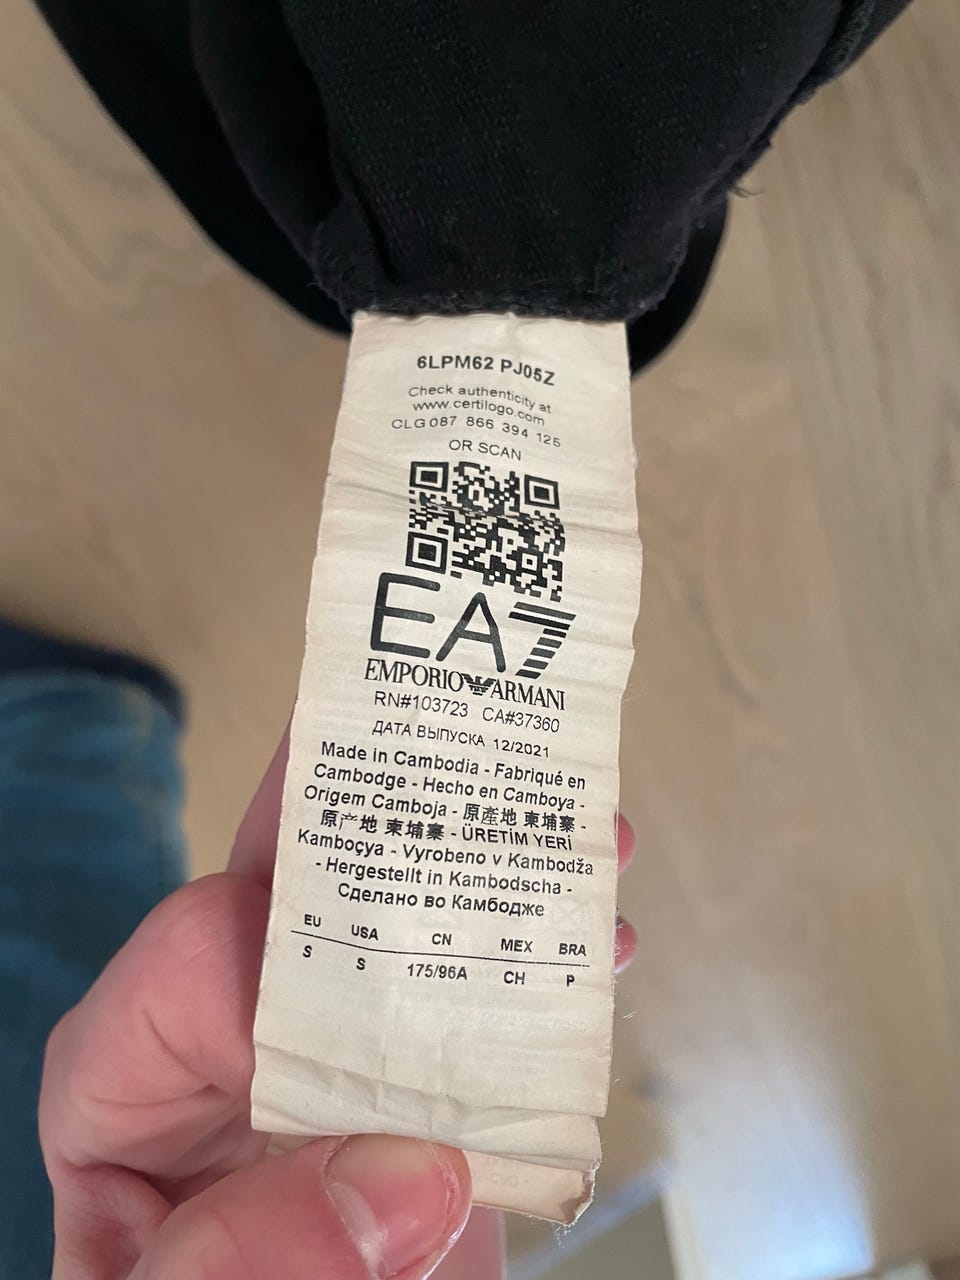 6LPM62 PJ05Z
Check authenticity at
www.certilogo.com
CLG 087 866 394 126
OR SCAN
EA7
EMPORIO ARMANI
RN#103723 CA#37360
ДАТА ВЫПУСКА 12/2021
Made in Cambodia - Fabriqué en
Cambodge - Hecho en Camboya -
Origem Camboja - 原產地 柬埔寨 -
原产地 柬埔寨 - ÜRETİM YERİ
Kamboçya - Vyrobeno v Kambodža
- Hergestellt in Kambodscha -
Сделано во Камбодже
EU USA CN MEX BRA
S S 175/96A CH P